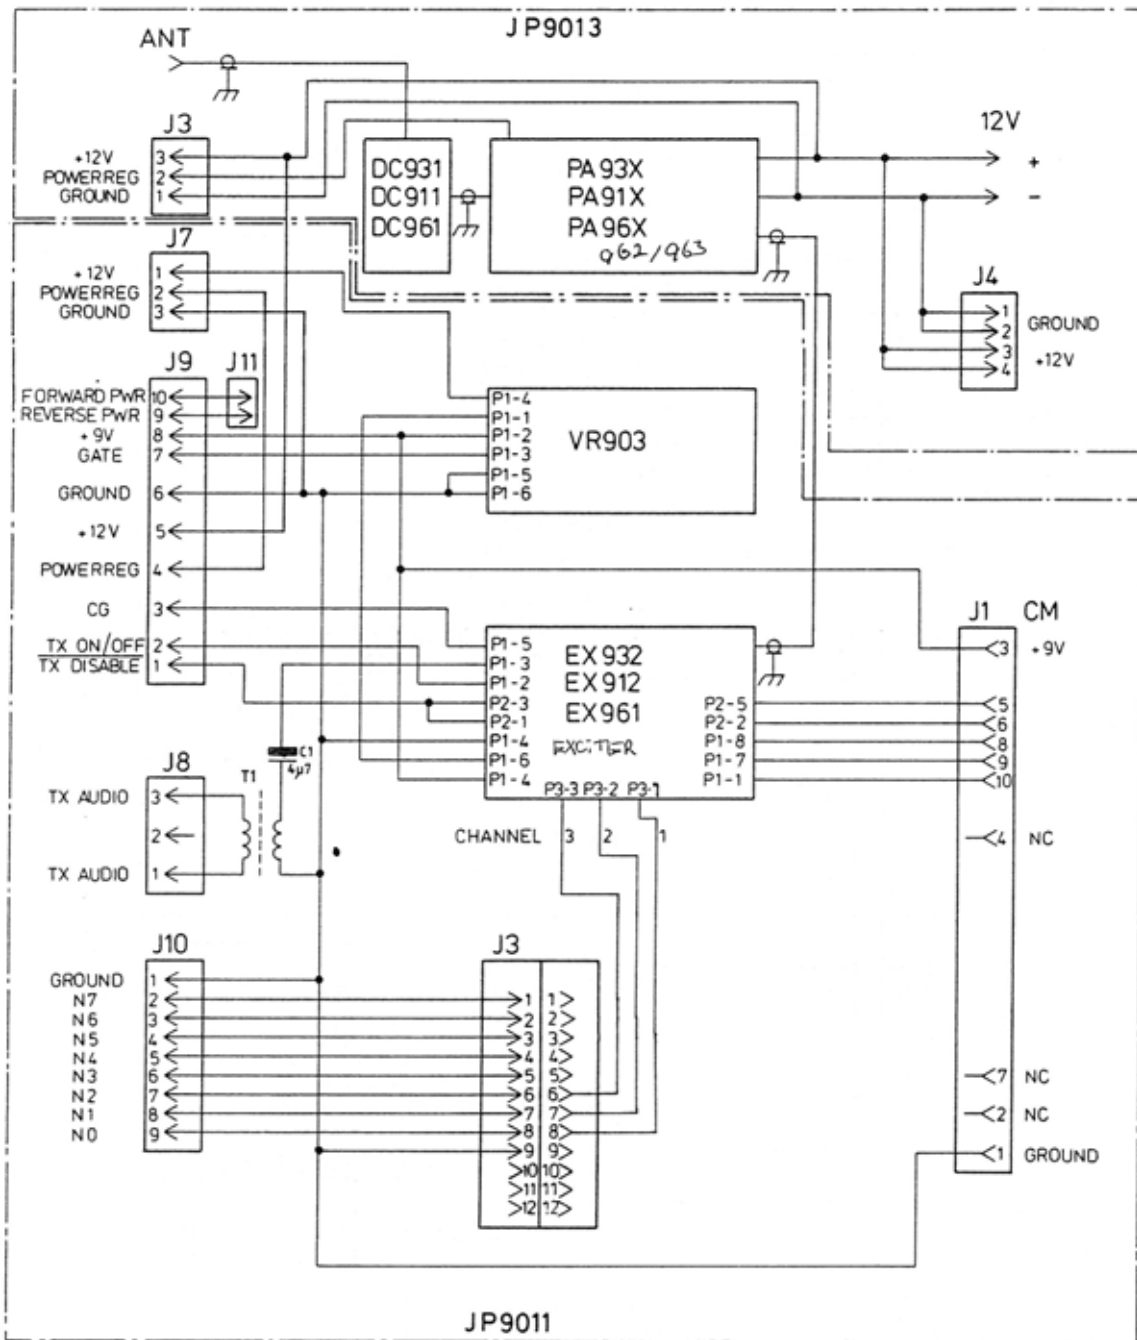 JP9013
ANT
J3
+12V 3
POWERREG 2
GROUND 1
DC931
DC911
DC961
PA93X
PA91X
PA96X
962/963
12V
+
-
J7
+12V 1
POWERREG 2
GROUND 3
J4
1
2 GROUND
3
4 +12V
J9
J11
FORWARD PWR 10
REVERSE PWR 9
+9V 8
GATE 7
GROUND 6
+12V 5
POWERREG 4
CG 3
TX ON/OFF 2
TX DISABLE 1
P1-4
P1-1
P1-2
P1-3
P1-5
P1-6
VR903
P1-5
P1-3
P1-2
P2-3
P2-1
P1-4
P1-6
P1-4
EX932
EX912
EX961
EXCITER
P2-5
P2-2
P1-8
P1-7
P1-1
P3-3 P3-2 P3-1
CHANNEL 3 2 1
J1 CM
3 +9V
5
6
8
9
10
4 NC
7 NC
2 NC
1 GROUND
J8
T1
C1
4µ7
TX AUDIO 3
2
TX AUDIO 1
J10
GROUND 1
N7 2
N6 3
N5 4
N4 5
N3 6
N2 7
N1 8
N0 9
J3
1 1
2 2
3 3
4 4
5 5
6 6
7 7
8 8
9 9
10 10
11 11
12 12
JP9011